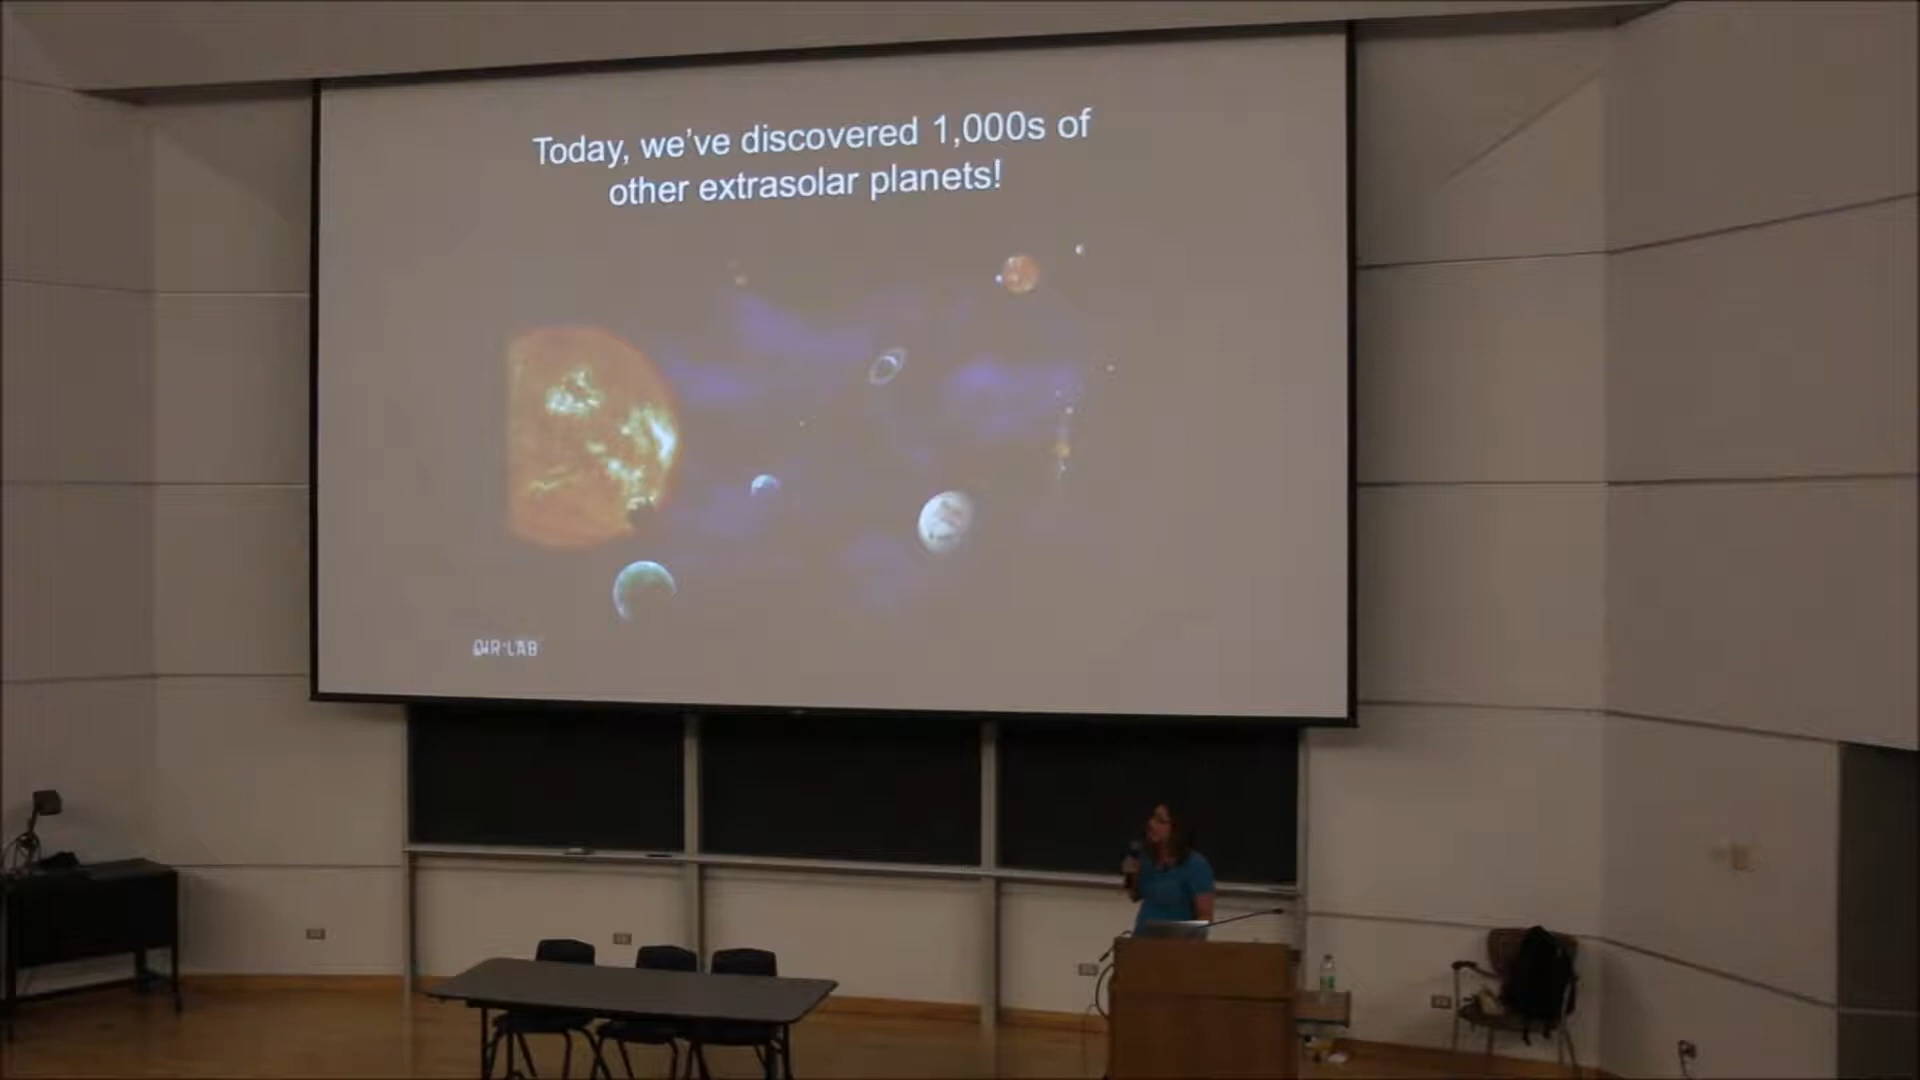 Today, we've discovered 1,000s of
other extrasolar planets!